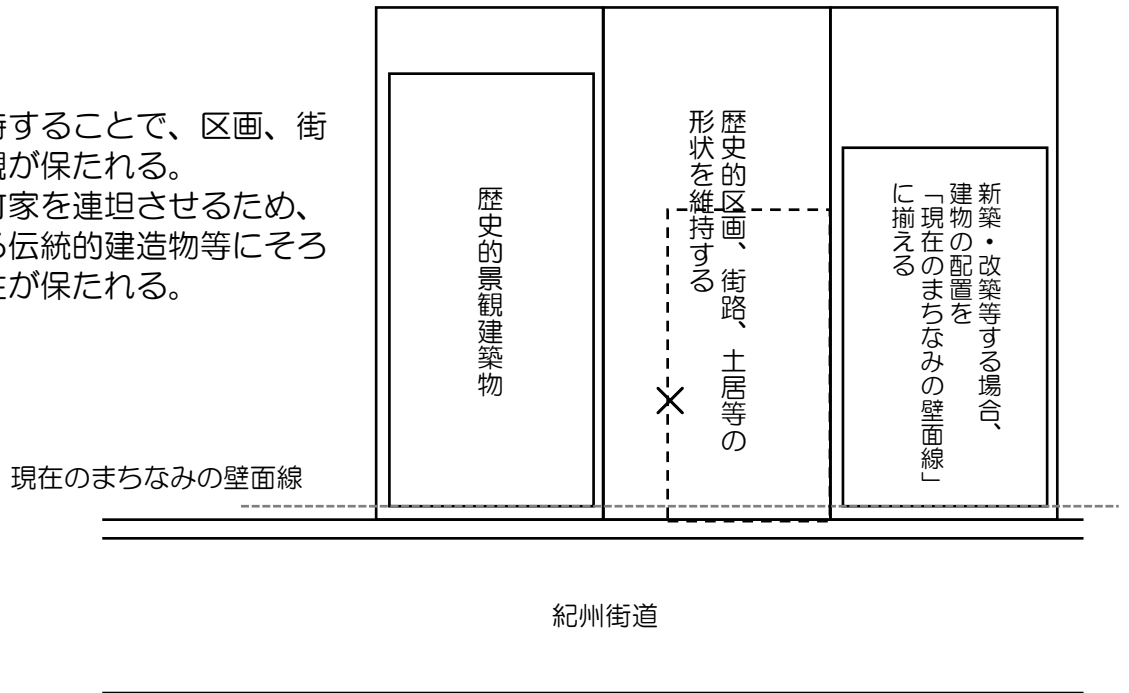 持することで、区画、街
観が保たれる。
町家を連坦させるため、
る伝統的建造物等にそろ
性が保たれる。
歴史的景観建築物
歴史的区画、街路、土居等の
形状を維持する
新築・改築等する場合、
建物の配置を
「現在のまちなみの壁面線」
に揃える
現在のまちなみの壁面線
紀州街道